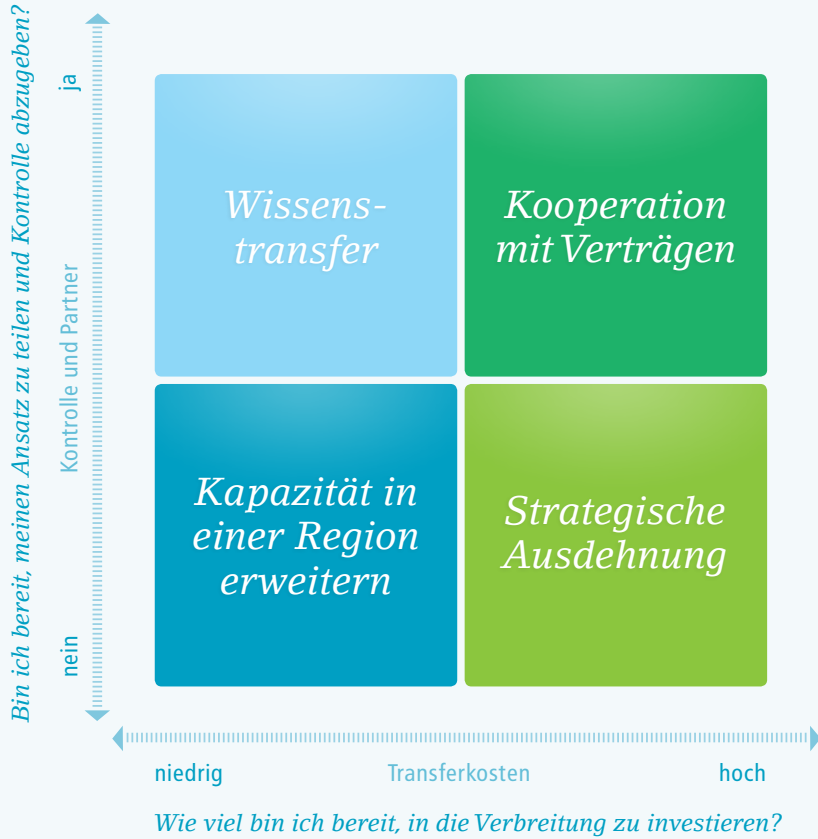 Bin ich bereit, meinen Ansatz zu teilen und Kontrolle abzugeben?
ja
Kontrolle und Partner
nein
Wissens-
transfer
Kooperation
mit Verträgen
Kapazität in
einer Region
erweitern
Strategische
Ausdehnung
niedrig
Transferkosten
hoch
Wie viel bin ich bereit, in die Verbreitung zu investieren?